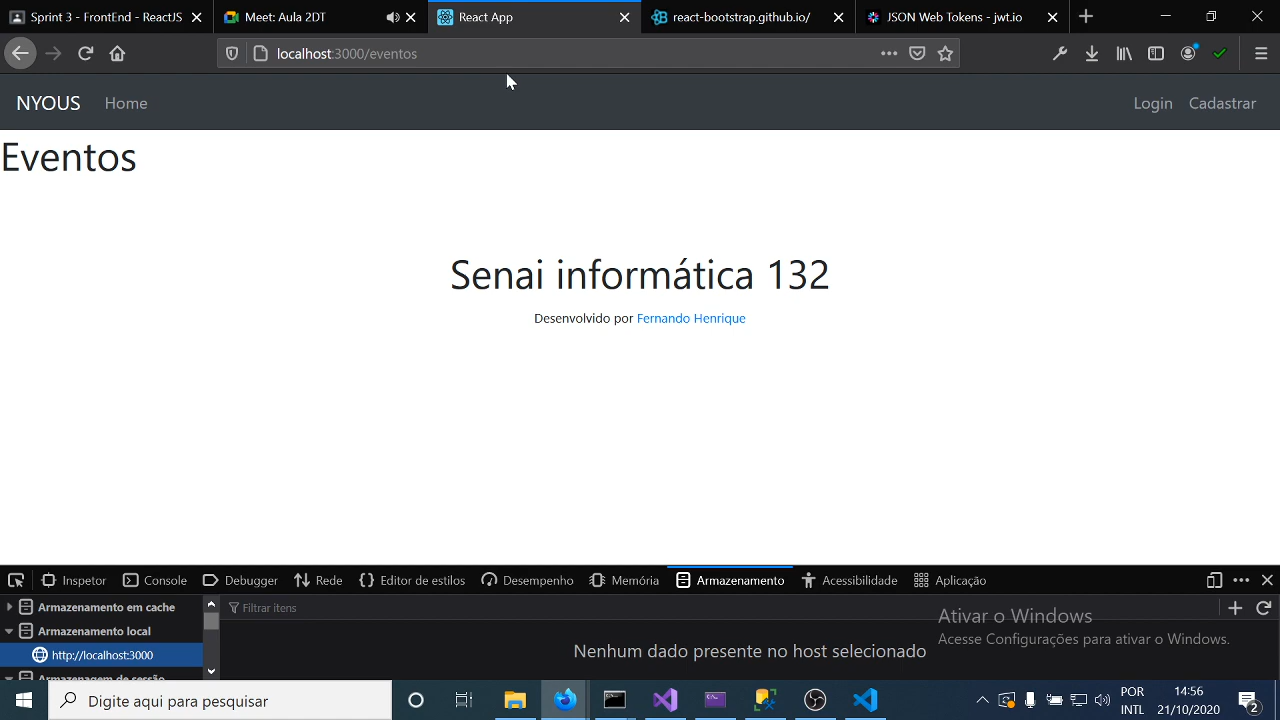 Sprint 3 - FrontEnd - ReactJS
Meet: Aula 2DT
React App
react-bootstrap.github.io/
JSON Web Tokens - jwt.io
localhost:3000/eventos
NYOUS
Home
Login
Cadastrar
Eventos
Senai informática 132
Desenvolvido por Fernando Henrique
Inspetor
Console
Debugger
Rede
Editor de estilos
Desempenho
Memória
Armazenamento
Acessibilidade
Aplicação
Armazenamento em cache
Filtrar itens
Armazenamento local
http://localhost:3000
Armazenagem de sessão
Nenhum dado presente no host selecionado
Ativar o Windows
Acesse Configurações para ativar o Windows.
Digite aqui para pesquisar
POR
INTL
14:56
21/10/2020
2